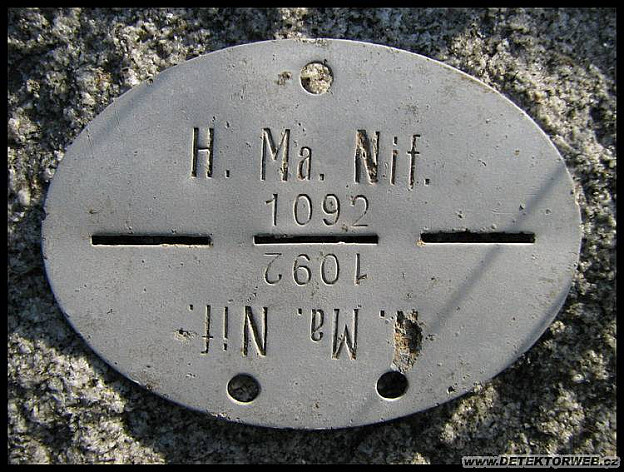 H. Ma. Nif.
1092
1092
H. Ma. Nif.
www.DETEKTORWEB.cz